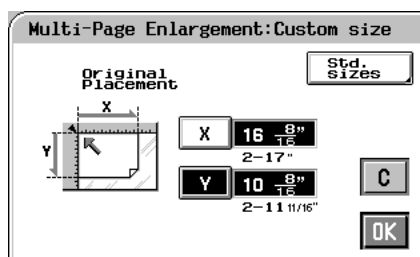 Multi-Page Enlargement:Custom size
Std.
sizes
Original
Placement
X
Y
X 16 8/16"
2-17"
Y 10 8/16"
2-11 11/16"
C
OK